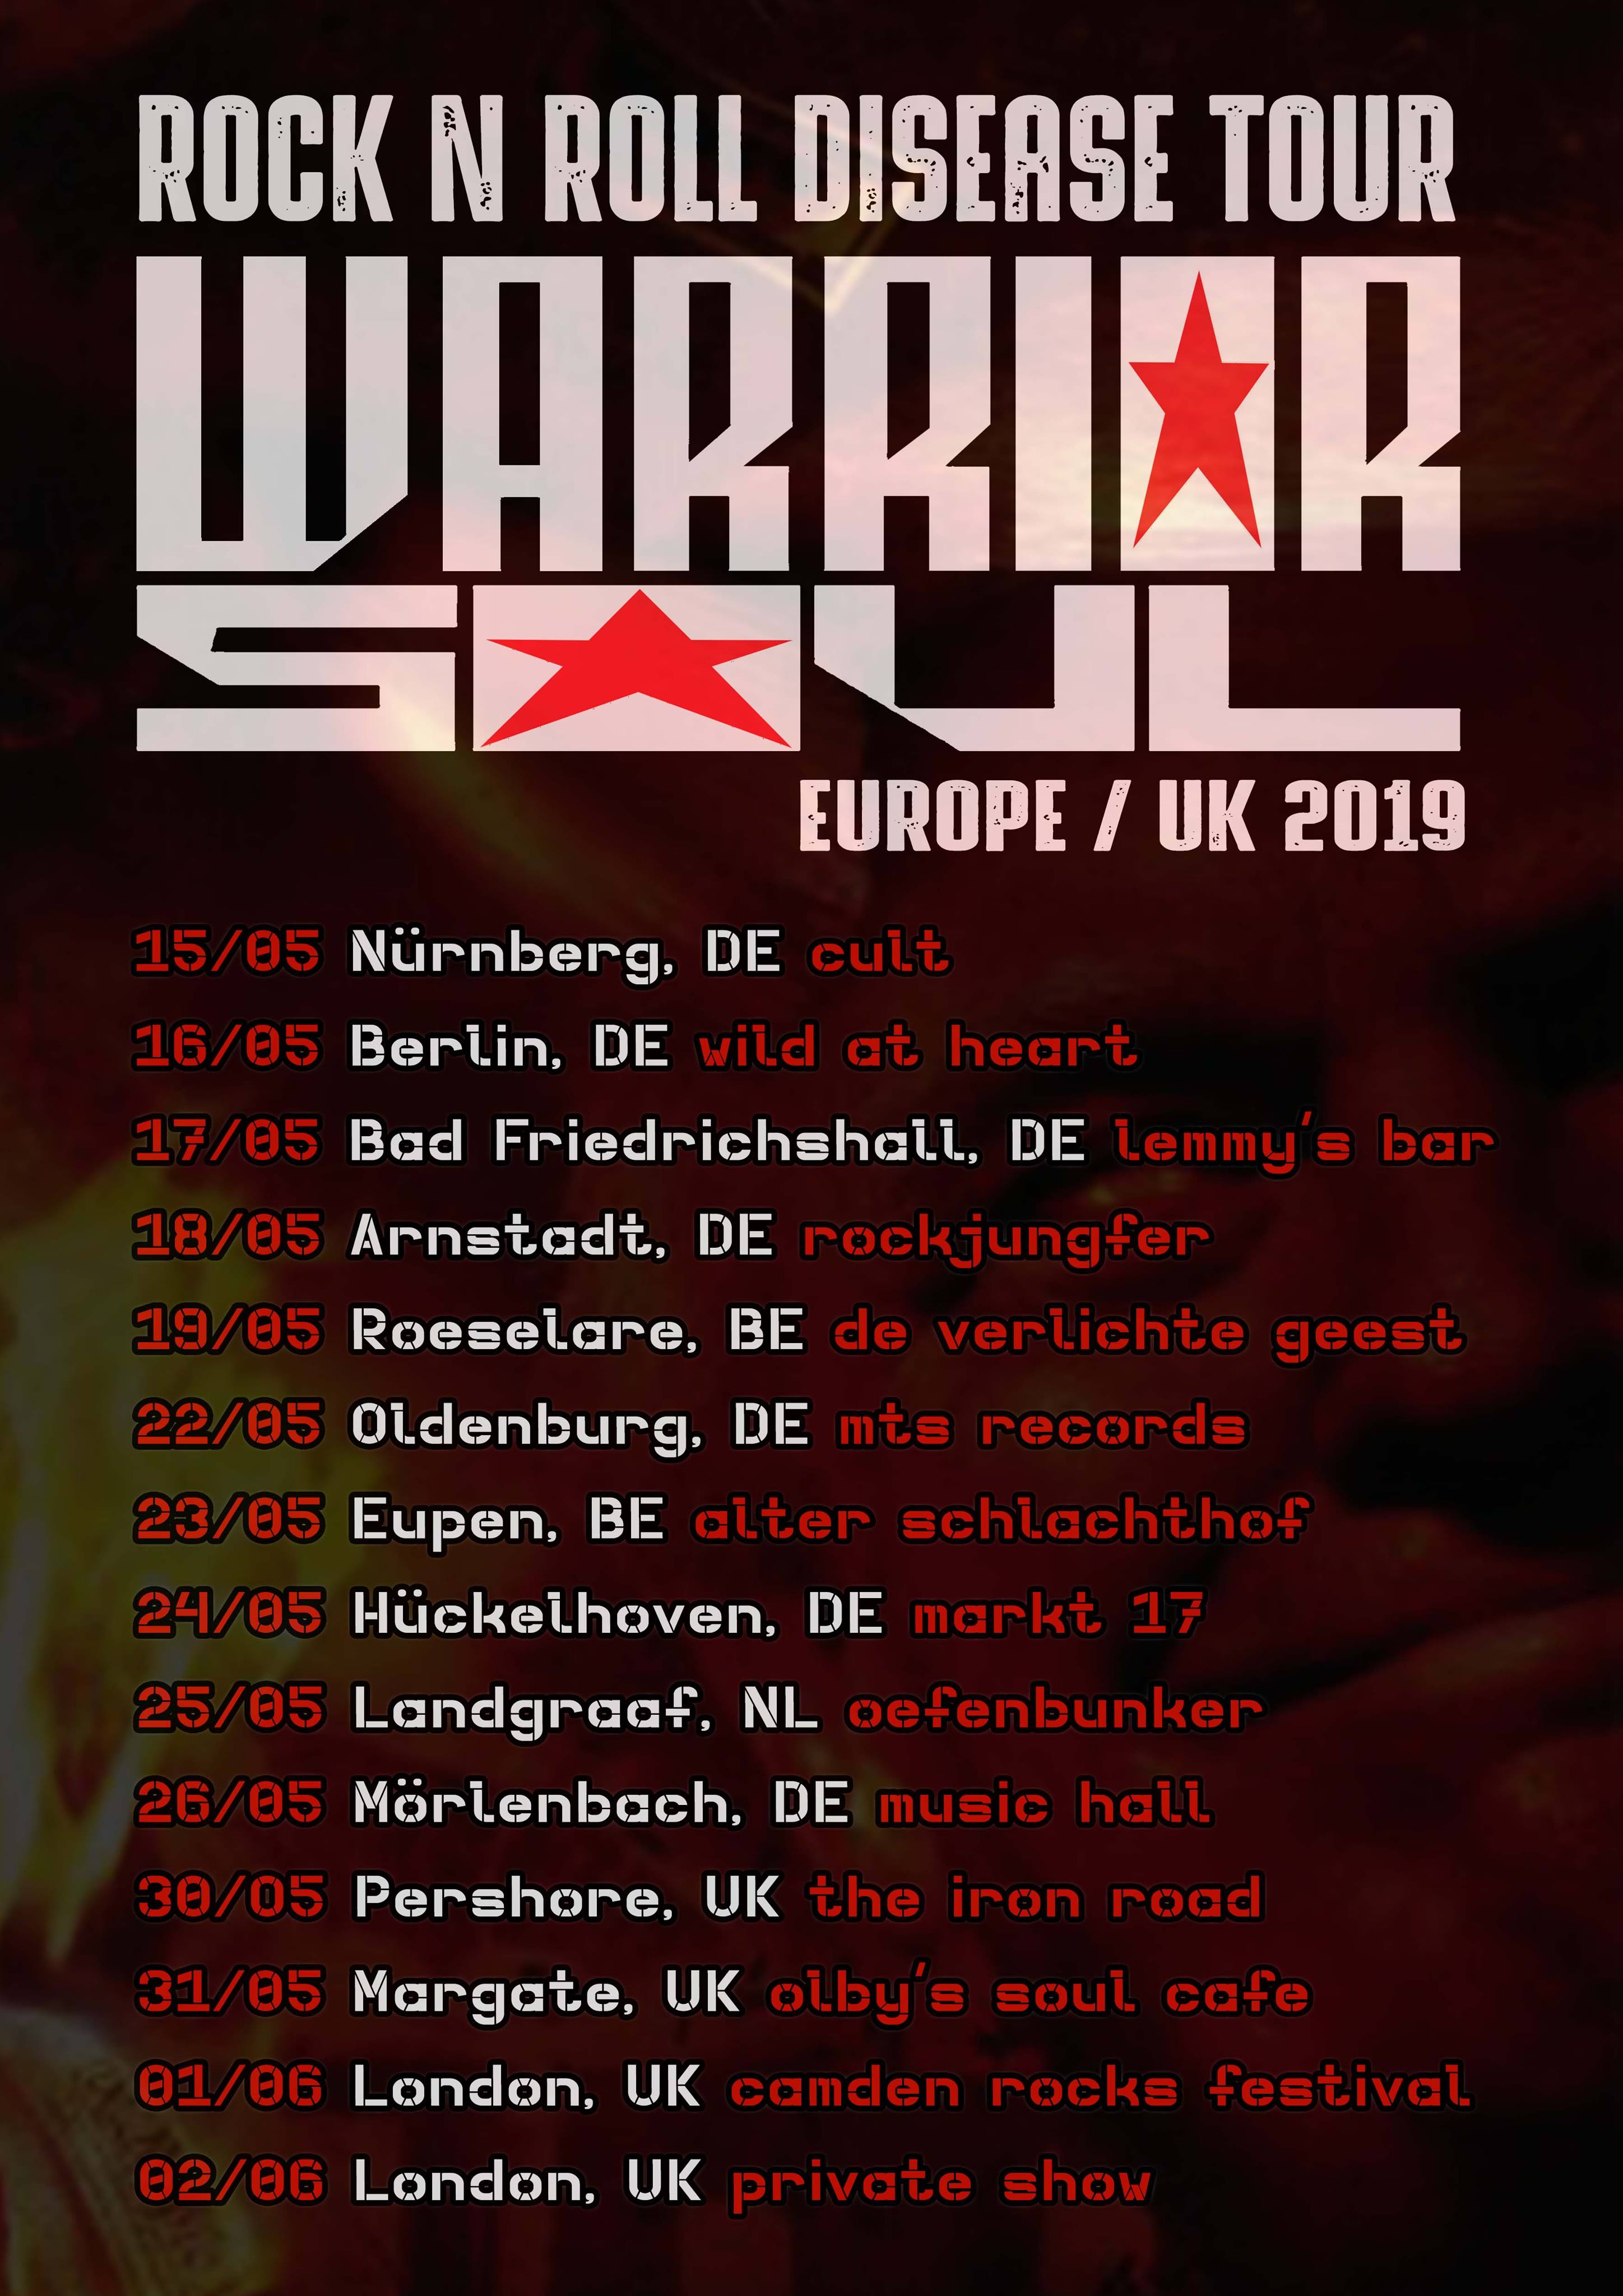 ROCK N ROLL DISEASE TOUR
WARRIOR
SOUL
EUROPE / UK 2019
15/05 Nürnberg, DE cult
16/05 Berlin, DE wild at heart
17/05 Bad Friedrichshall, DE lemmy's bar
18/05 Arnstadt, DE rockjungfer
19/05 Roeselare, BE de verlichte geest
22/05 Oldenburg, DE mts records
23/05 Eupen, BE alter schlachthof
24/05 Hückelhoven, DE markt 17
25/05 Landgraaf, NL oefenbunker
26/05 Mörlenbach, DE music hall
30/05 Pershore, UK the iron road
31/05 Margate, UK olby's soul cafe
01/06 London, UK camden rocks festival
02/06 London, UK private show